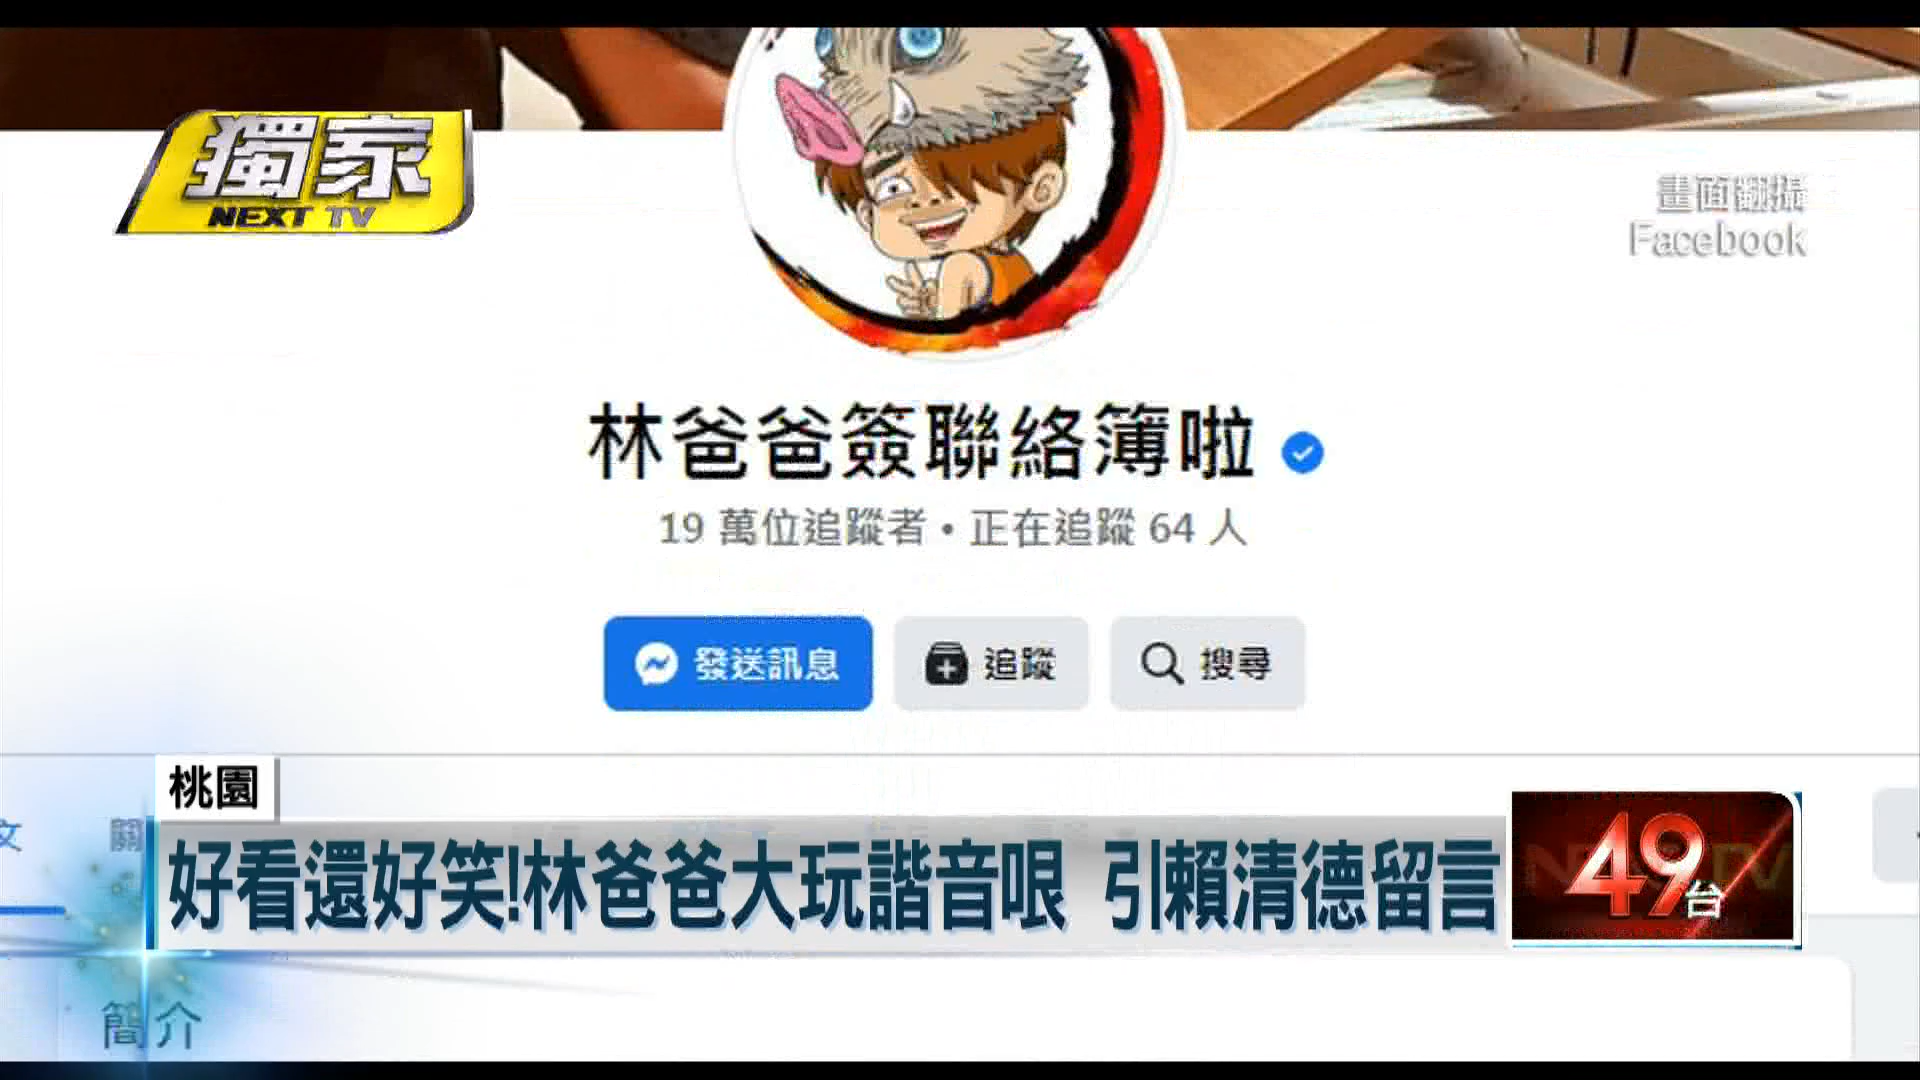 獨家
NEXT TV
畫面翻攝
Facebook
林爸爸簽聯絡簿啦
19 萬位追蹤者 • 正在追蹤 64 人
發送訊息
追蹤
搜尋
桃園
文
好看還好笑!林爸爸大玩諧音哏 引賴清德留言
49台
簡介